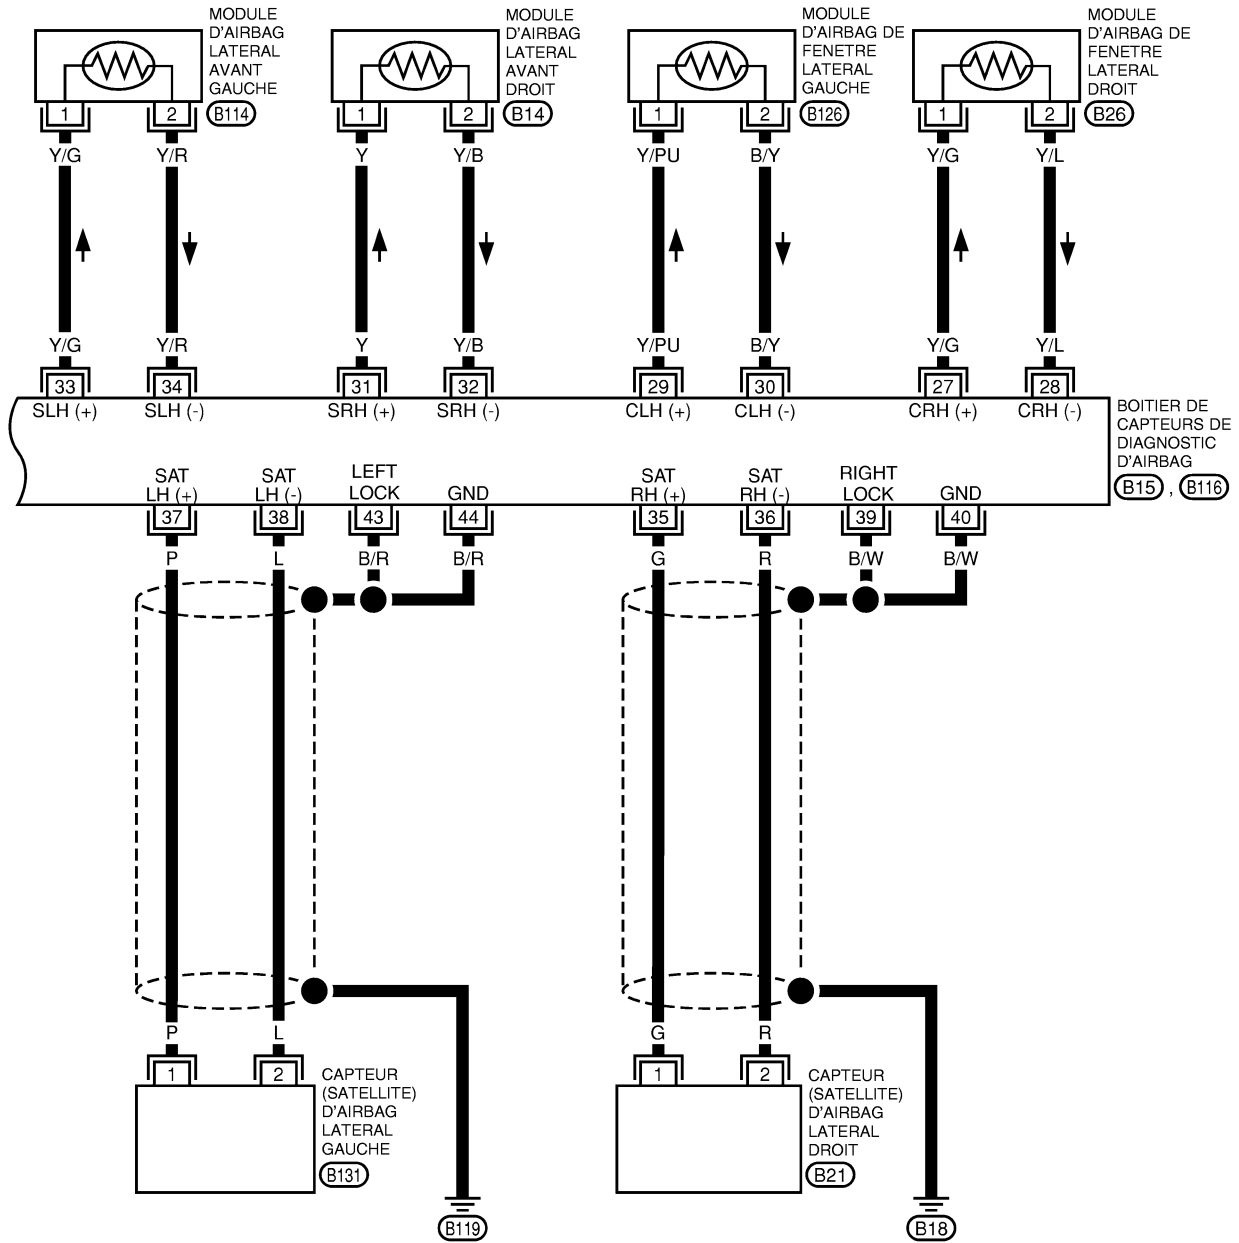 MODULE
D'AIRBAG
LATERAL
AVANT
GAUCHE
B114
MODULE
D'AIRBAG
LATERAL
AVANT
DROIT
B14
MODULE
D'AIRBAG DE
FENETRE
LATERAL
GAUCHE
B126
MODULE
D'AIRBAG DE
FENETRE
LATERAL
DROIT
B26
1 2 1 2 1 2 1 2
Y/G Y/R Y Y/B Y/PU B/Y Y/G Y/L
Y/G Y/R Y Y/B Y/PU B/Y Y/G Y/L
33 34 31 32 29 30 27 28
SLH (+) SLH (-) SRH (+) SRH (-) CLH (+) CLH (-) CRH (+) CRH (-)
BOITIER DE
CAPTEURS DE
DIAGNOSTIC
D'AIRBAG
B15 , B116
SAT
LH (+)
SAT
LH (-)
LEFT
LOCK
GND
SAT
RH (+)
SAT
RH (-)
RIGHT
LOCK
GND
37 38 43 44 35 36 39 40
P L B/R B/R G R B/W B/W
P L G R
1 2 1 2
CAPTEUR
(SATELLITE)
D'AIRBAG
LATERAL
GAUCHE
B131
CAPTEUR
(SATELLITE)
D'AIRBAG
LATERAL
DROIT
B21
B119 B18